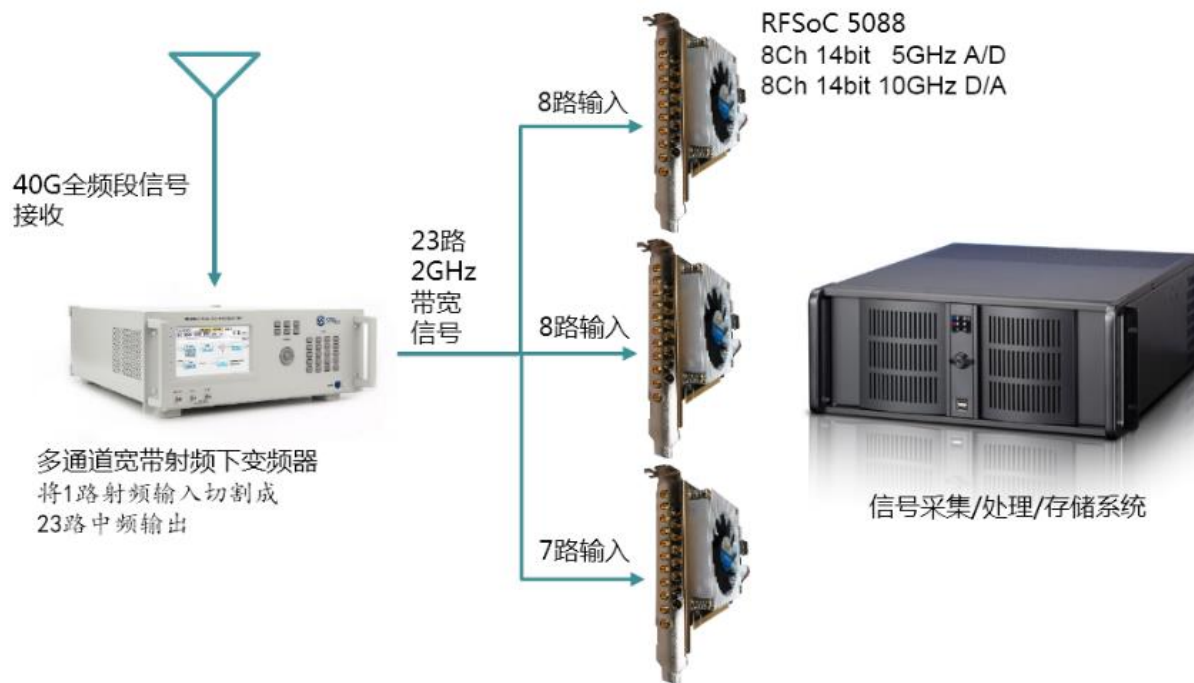 RFSoC 5088
8Ch 14bit 5GHz A/D
8Ch 14bit 10GHz D/A
8路输入
40G全频段信号
接收
23路
2GHz
带宽
信号
8路输入
多通道宽带射频下变频器
将1路射频输入切割成
23路中频输出
7路输入
信号采集/处理/存储系统